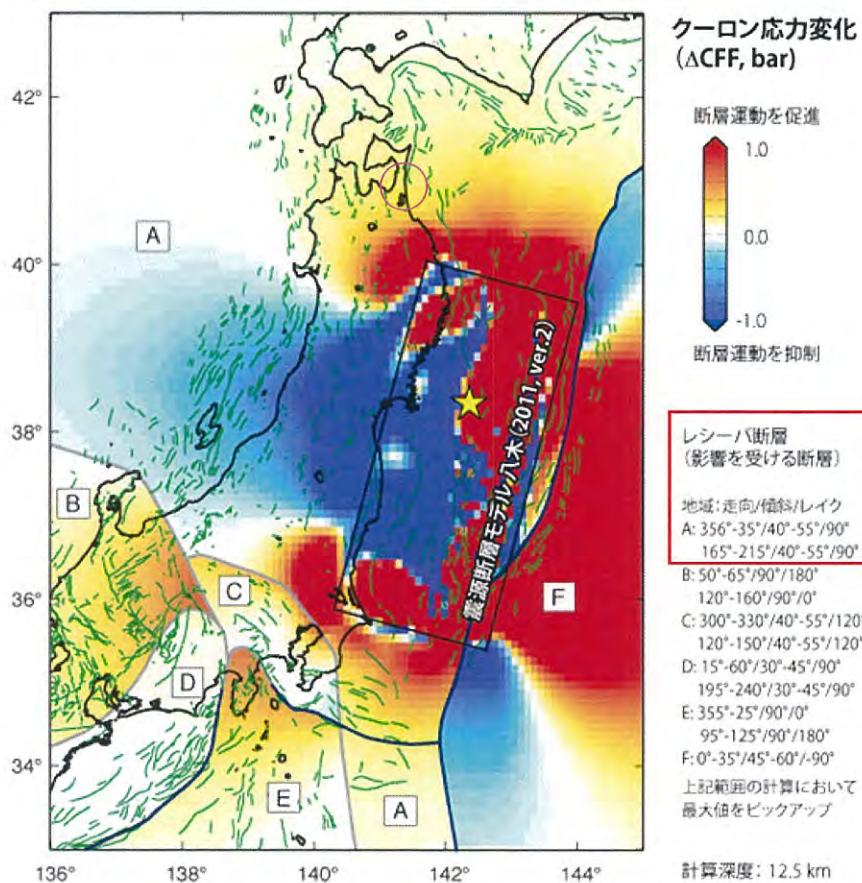 クーロン応力変化
(ΔCFF, bar)
断層運動を促進
1.0
0.0
-1.0
断層運動を抑制
レシーバ断層
(影響を受ける断層)
地域:走向/傾斜/レイク
A: 356°-35°/40°-55°/90°
165°-215°/40°-55°/90°
B: 50°-65°/90°/180°
120°-160°/90°/0°
C: 300°-330°/40°-55°/120°
120°-150°/40°-55°/120°
D: 15°-60°/30°-45°/90°
195°-240°/30°-45°/90°
E: 355°-25°/90°/0°
95°-125°/90°/180°
F: 0°-35°/45°-60°/-90°
上記範囲の計算において
最大値をピックアップ
計算深度: 12.5 km
42°
40°
38°
36°
34°
A
B
C
D
E
A
F
震源断層モデル:八木(2011, ver.2)
136°
138°
140°
142°
144°